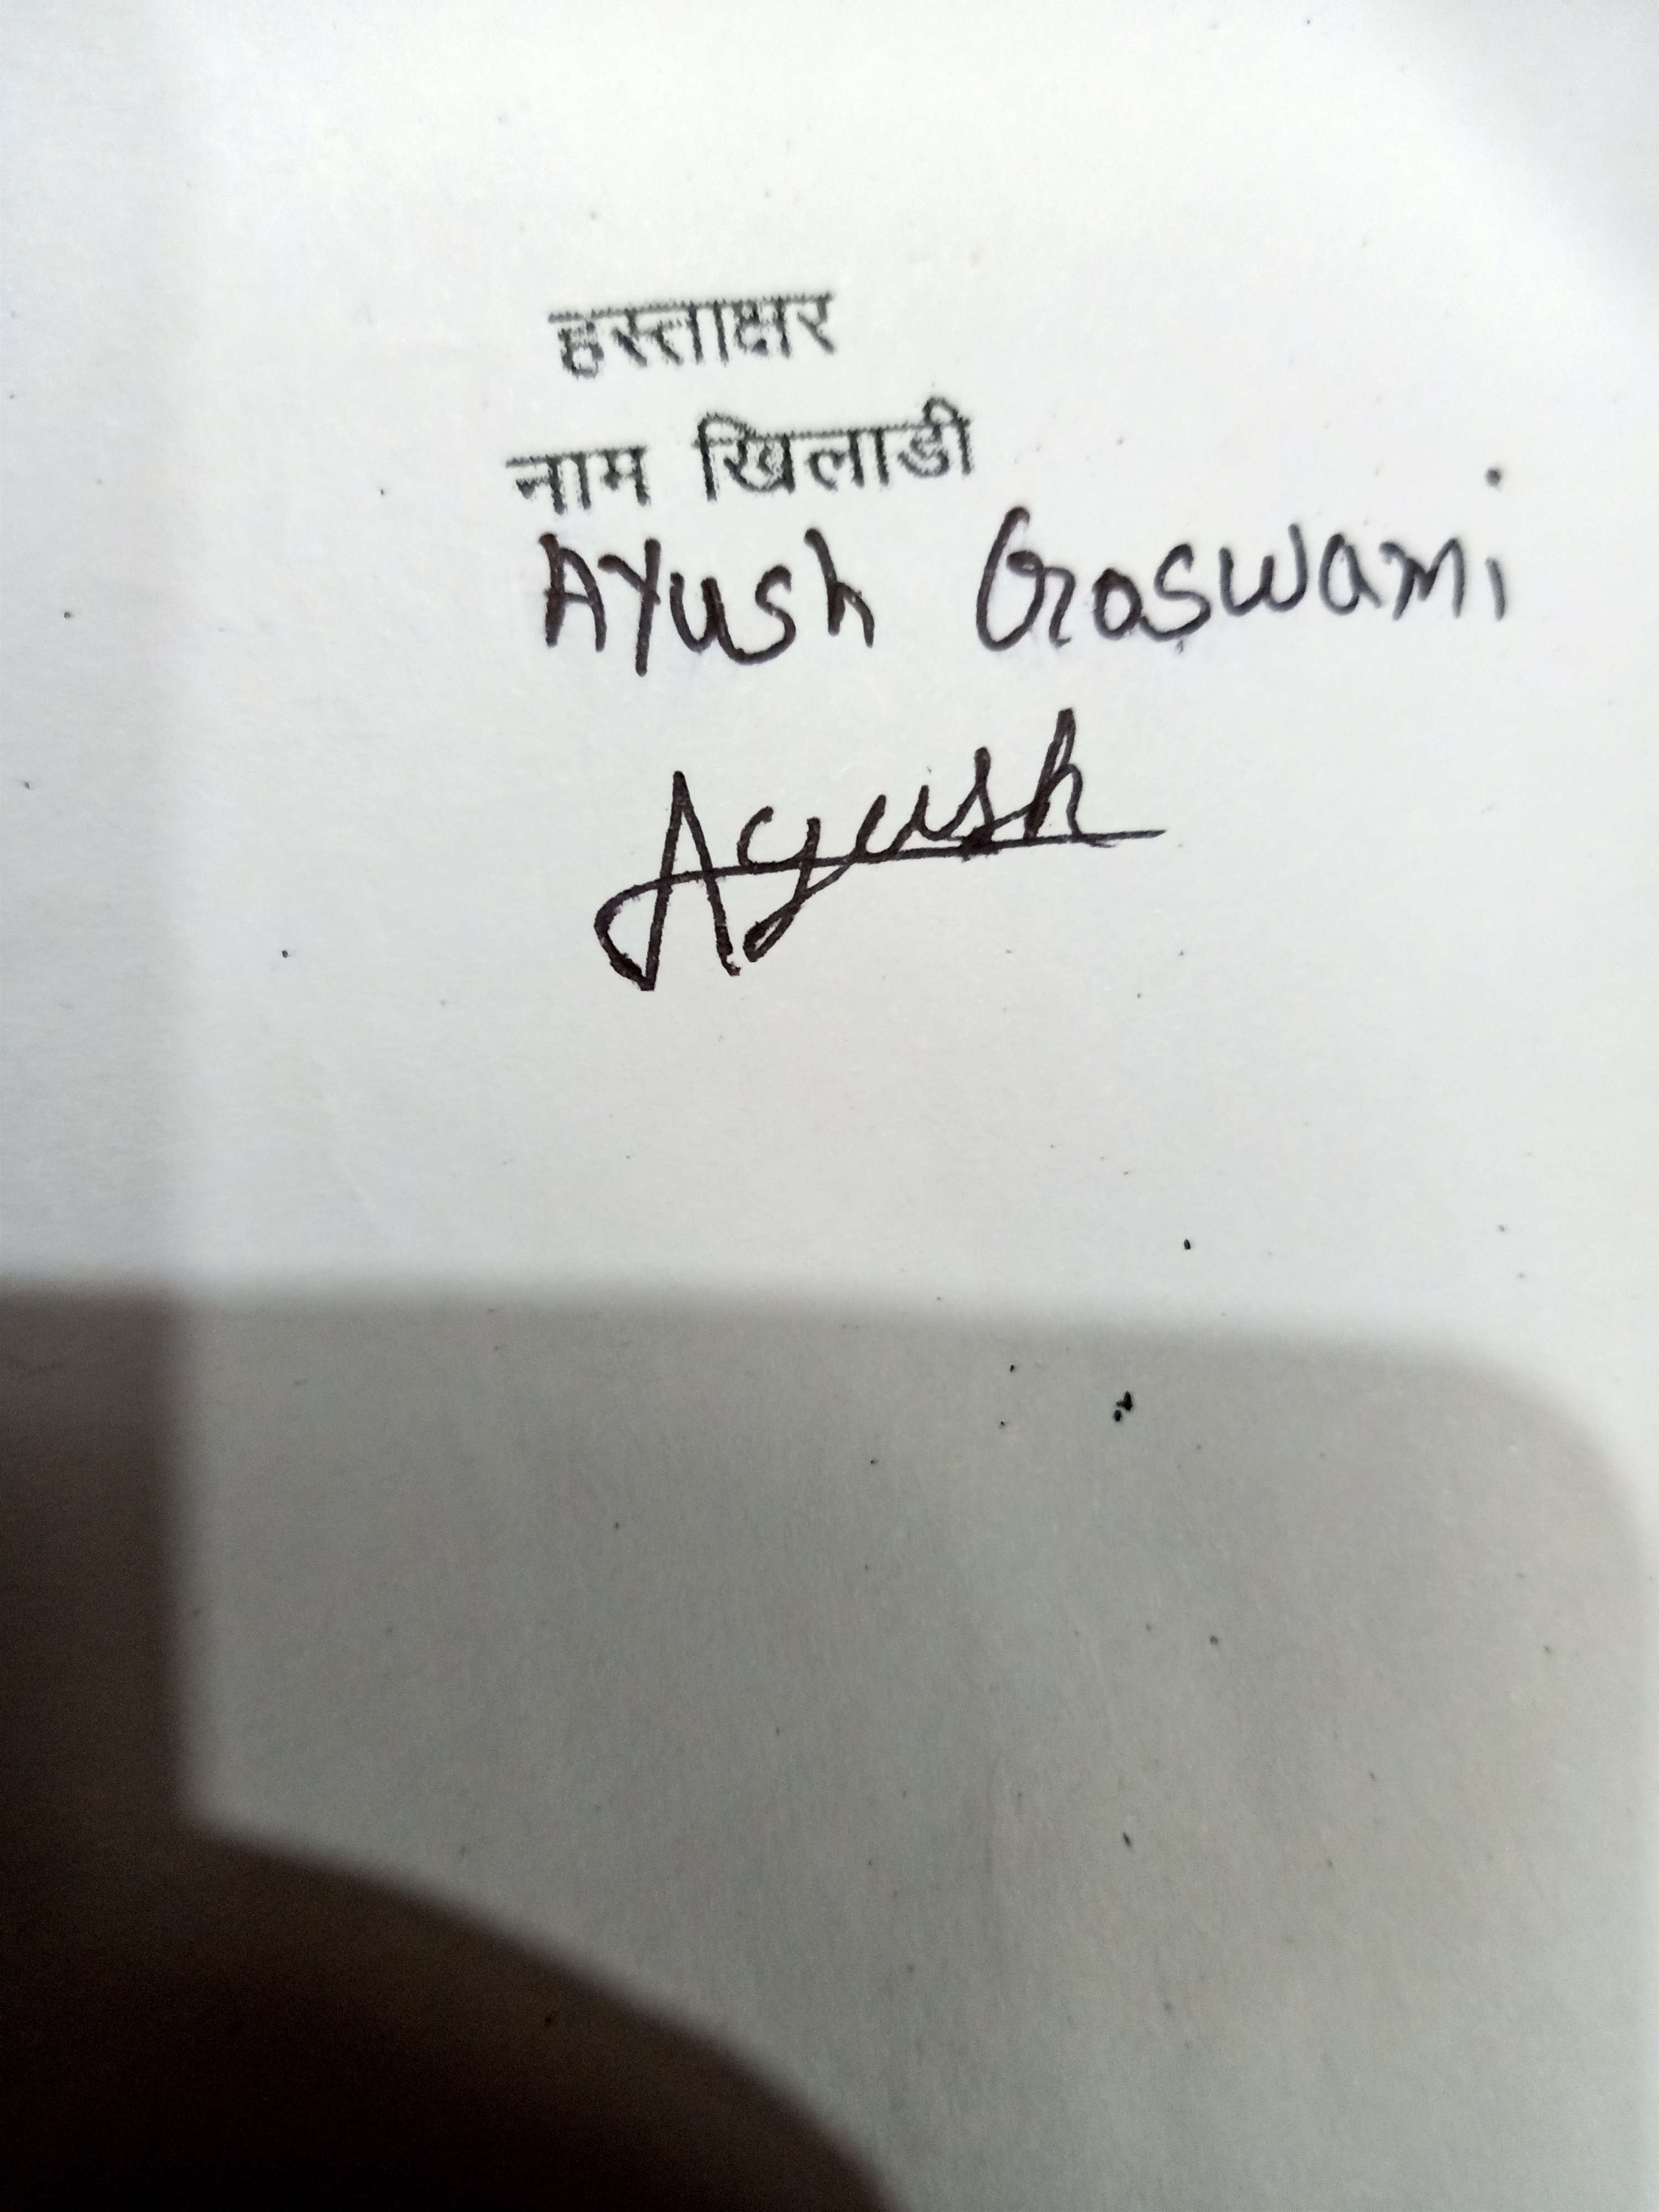 हस्ताक्षर
नाम खिलाडी
Ayush Goswami
Ayush